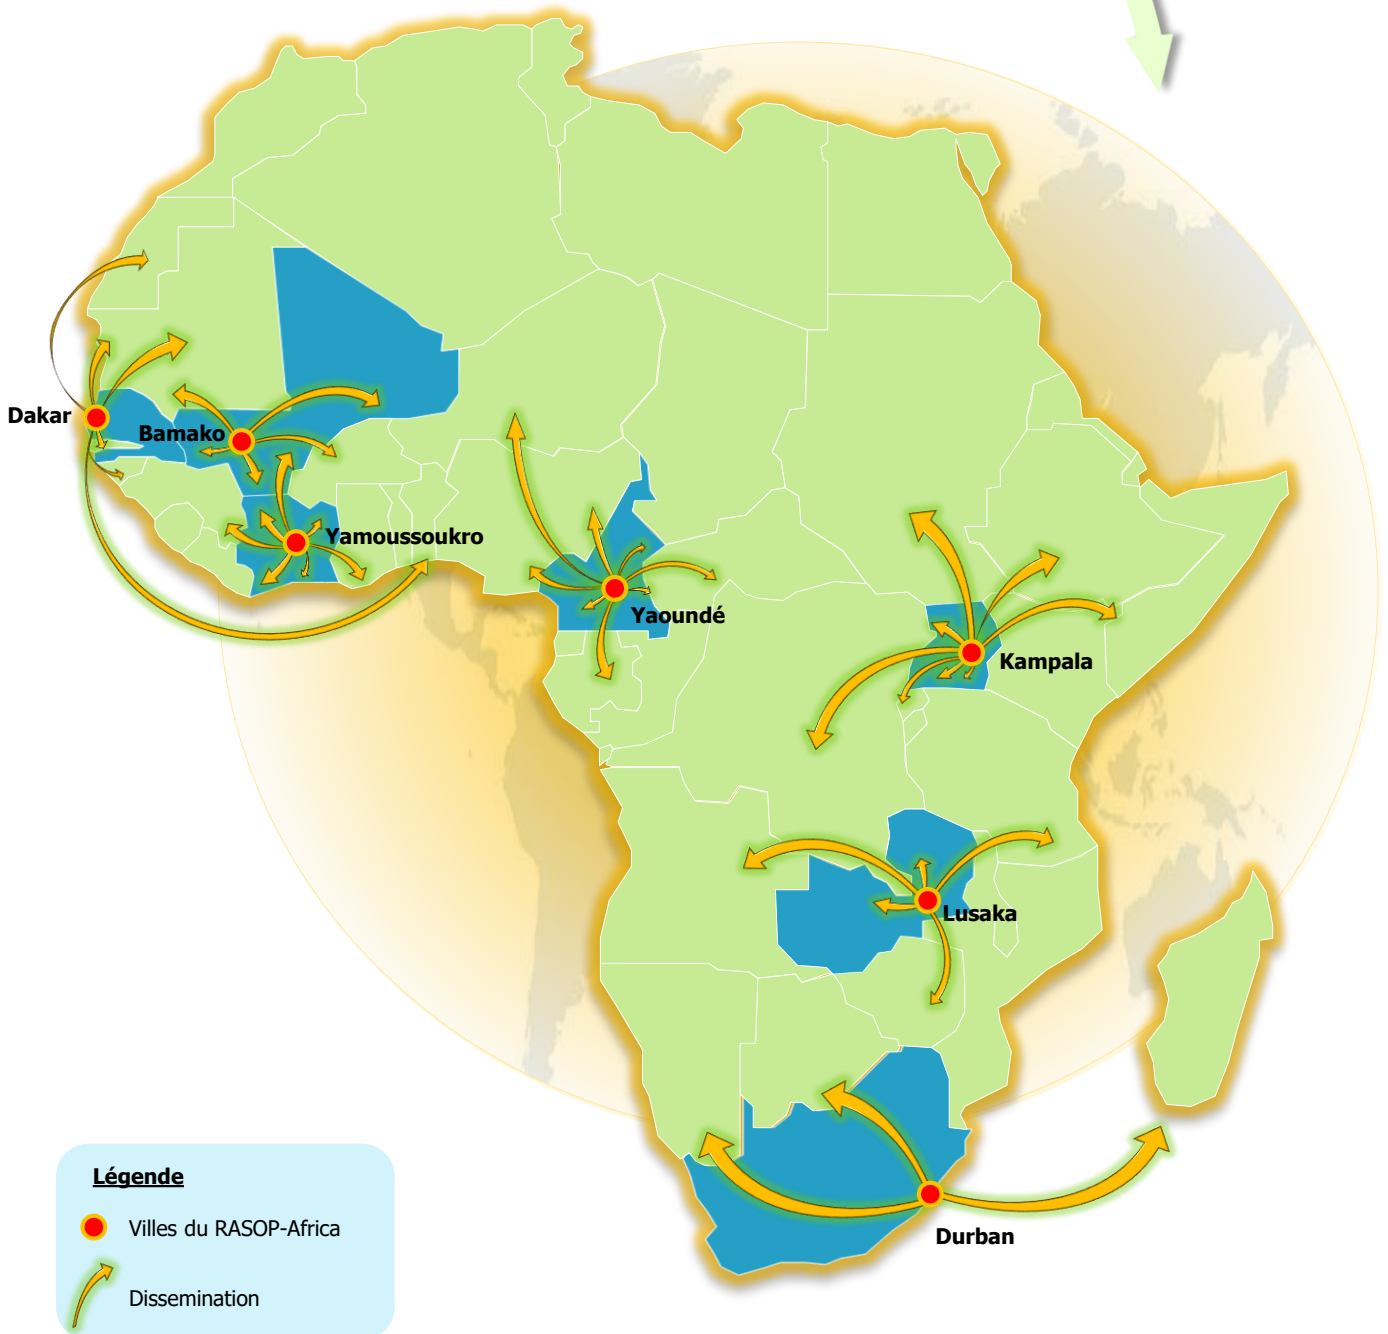 Dakar
Bamako
Yamoussoukro
Yaoundé
Kampala
Lusaka
Durban
Légende
Villes du RASOP-Africa
Dissemination